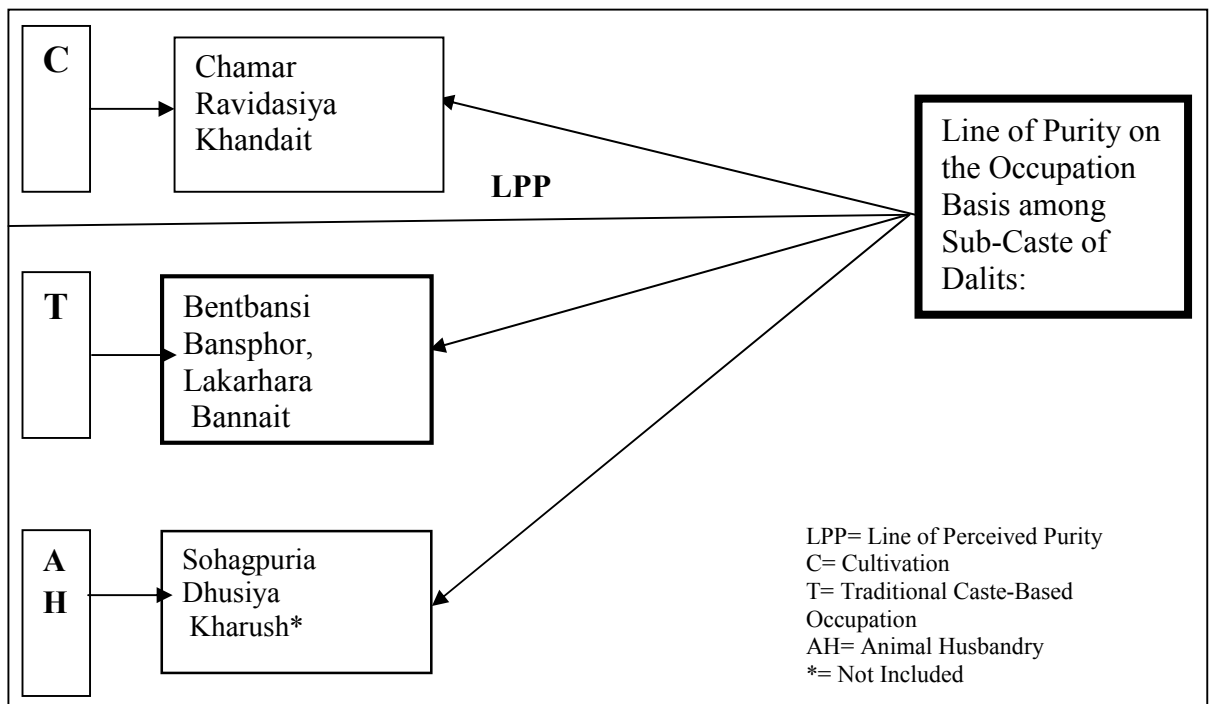 C
Chamar
Ravidasiya
Khandait
LPP
Line of Purity on
the Occupation
Basis among
Sub-Caste of
Dalits:
T
Bentbansi
Bansphor,
Lakarhara
Bannait
A
H
Sohagpuria
Dhusiya
Kharush*
LPP= Line of Perceived Purity
C= Cultivation
T= Traditional Caste-Based
Occupation
AH= Animal Husbandry
*= Not Included